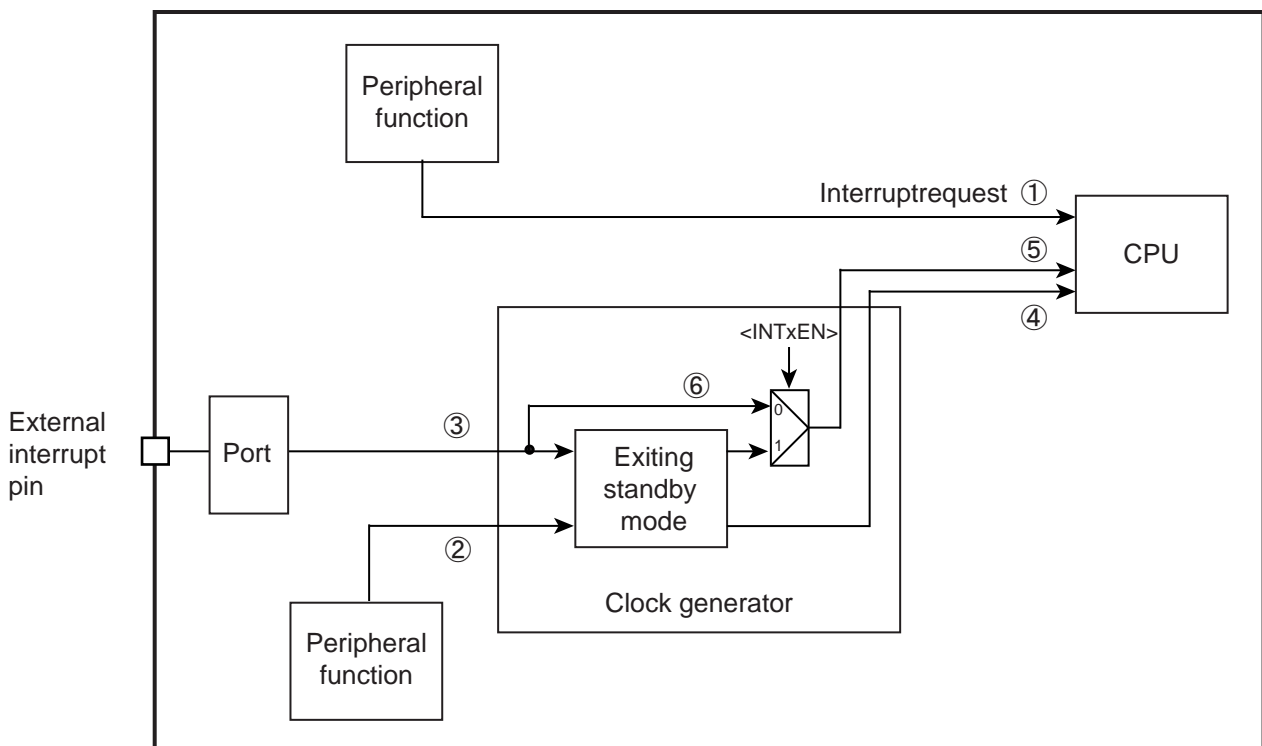 Peripheral
function
Interruptrequest ①
CPU
⑤
④
<INTxEN>
⑥
0
1
External
interrupt
pin
Port
③
Exiting
standby
mode
②
Clock generator
Peripheral
function